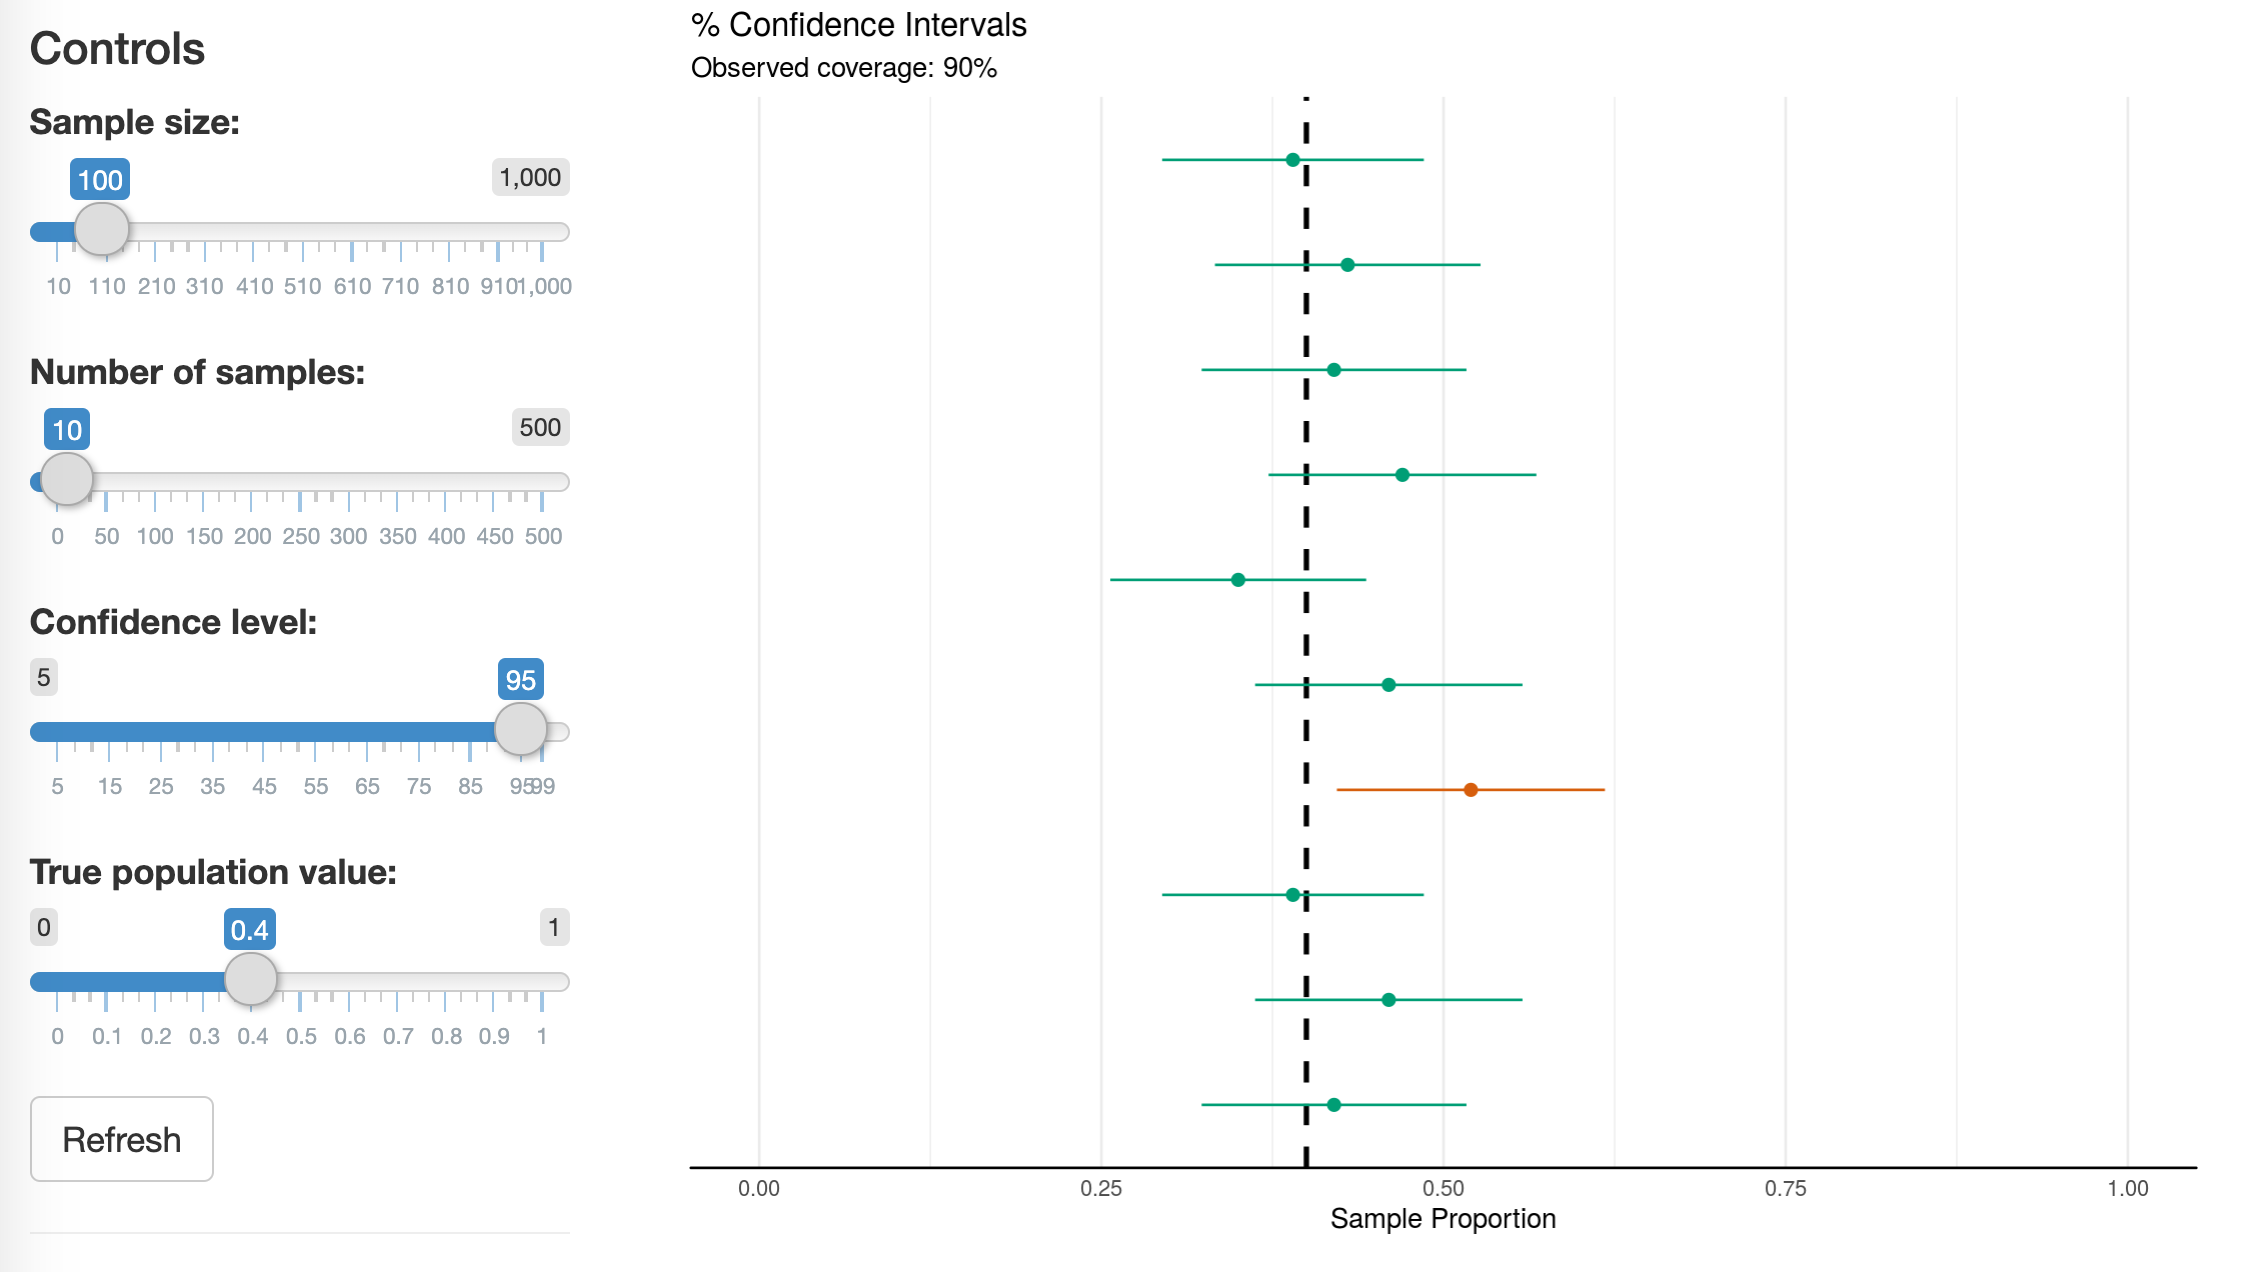 Controls
Sample size:
100 1,000
10 110 210 310 410 510 610 710 810 910 1,000
Number of samples:
10 500
0 50 100 150 200 250 300 350 400 450 500
Confidence level:
5 95
5 15 25 35 45 55 65 75 85 95 99
True population value:
0 0.4 1
0 0.1 0.2 0.3 0.4 0.5 0.6 0.7 0.8 0.9 1
Refresh
% Confidence Intervals
Observed coverage: 90%
0.00 0.25 0.50 0.75 1.00
Sample Proportion